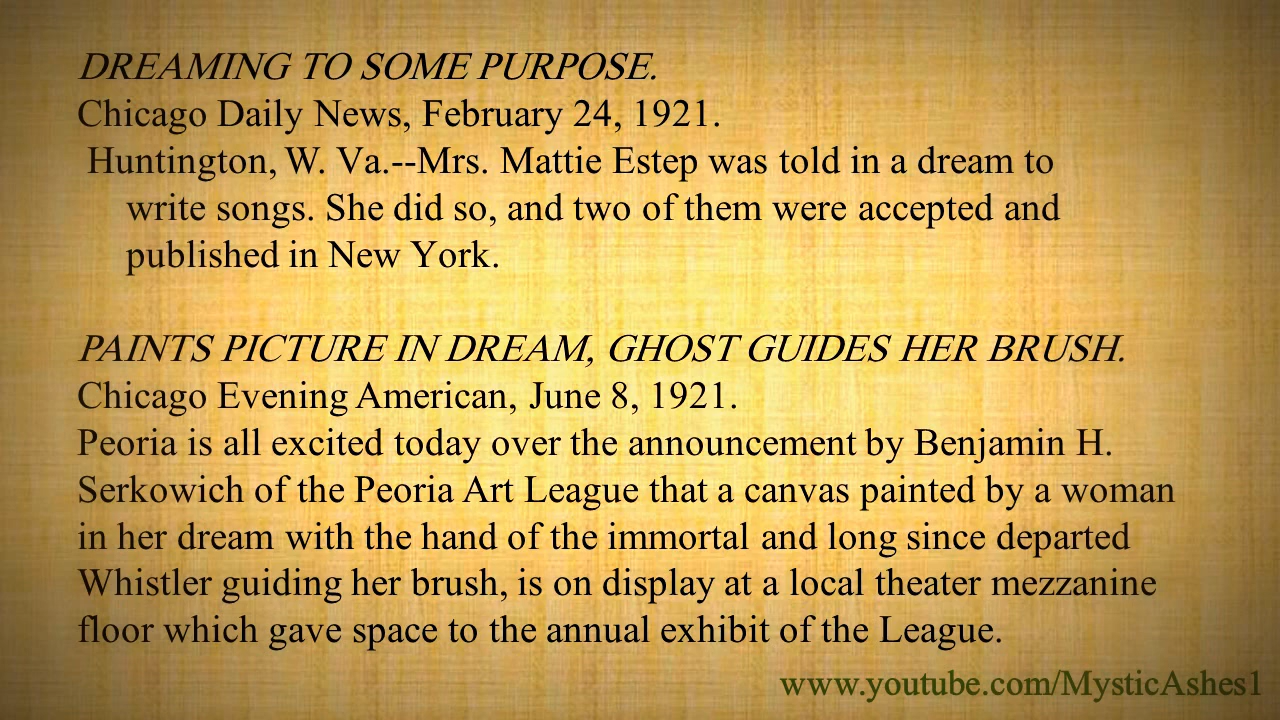 DREAMING TO SOME PURPOSE.
Chicago Daily News, February 24, 1921.
Huntington, W. Va.--Mrs. Mattie Estep was told in a dream to
write songs. She did so, and two of them were accepted and
published in New York.
PAINTS PICTURE IN DREAM, GHOST GUIDES HER BRUSH.
Chicago Evening American, June 8, 1921.
Peoria is all excited today over the announcement by Benjamin H.
Serkowich of the Peoria Art League that a canvas painted by a woman
in her dream with the hand of the immortal and long since departed
Whistler guiding her brush, is on display at a local theater mezzanine
floor which gave space to the annual exhibit of the League.
www.youtube.com/MysticAshes1